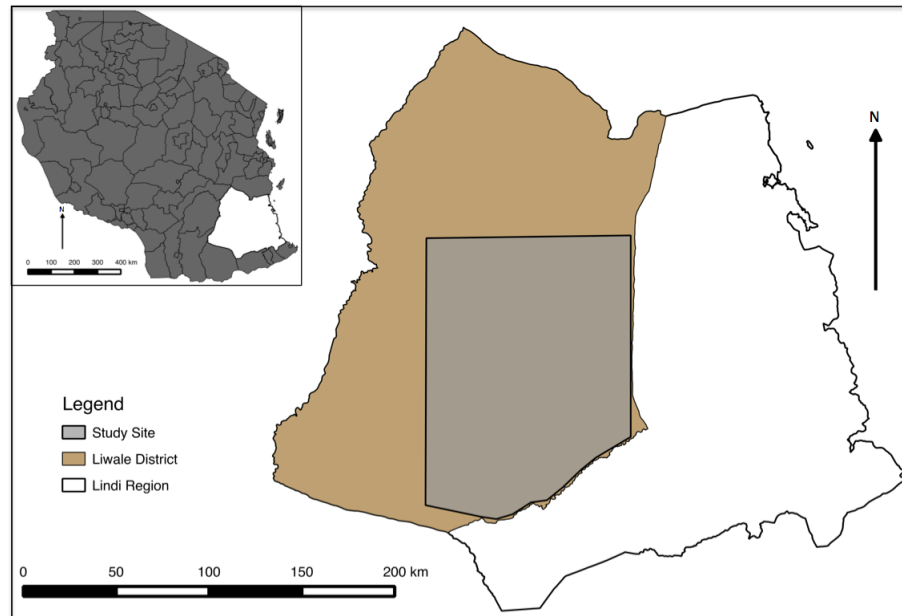 N
0 100 200 300 400 km
N
Legend
Study Site
Liwale District
Lindi Region
0 50 100 150 200 km